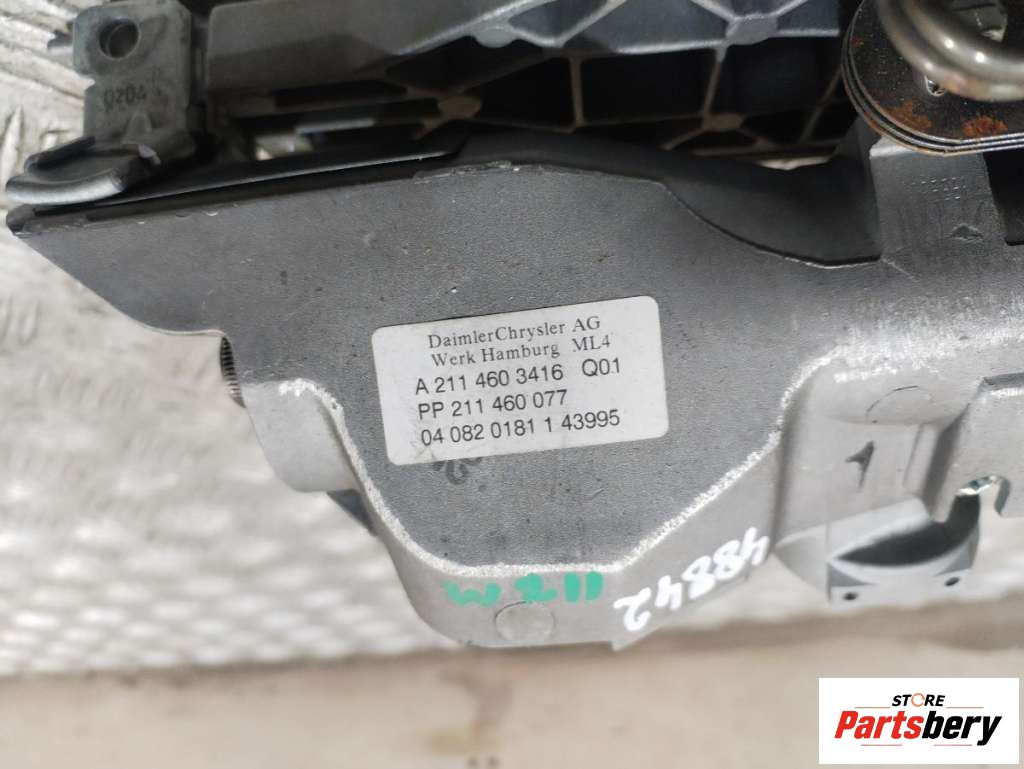 0204
DaimlerChrysler AG
Werk Hamburg ML4
A 211 460 3416 Q01
PP 211 460 077
04 082 0181 1 43995
48842
STORE
Partsbery